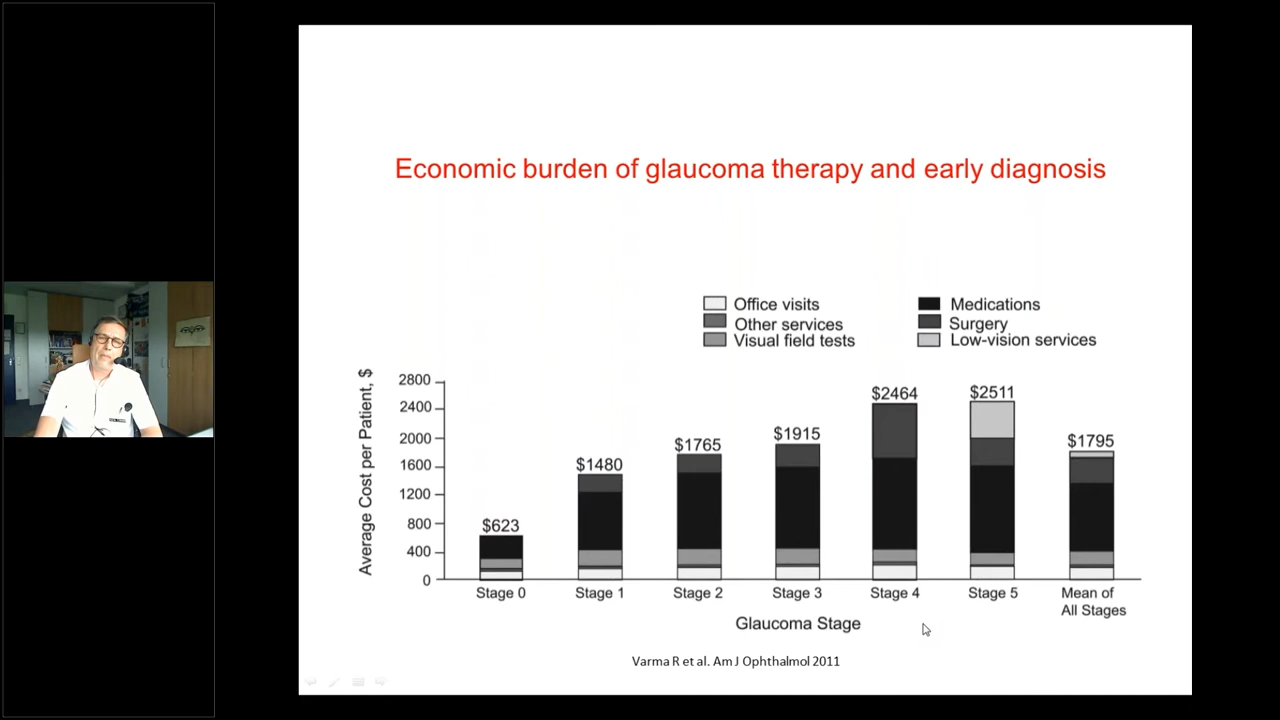 Economic burden of glaucoma therapy and early diagnosis
Office visits
Other services
Visual field tests
Medications
Surgery
Low-vision services
Average Cost per Patient, $
2800
2400
2000
1600
1200
800
400
0
$623
$1480
$1765
$1915
$2464
$2511
$1795
Stage 0
Stage 1
Stage 2
Stage 3
Stage 4
Stage 5
Mean of
All Stages
Glaucoma Stage
Varma R et al. Am J Ophthalmol 2011